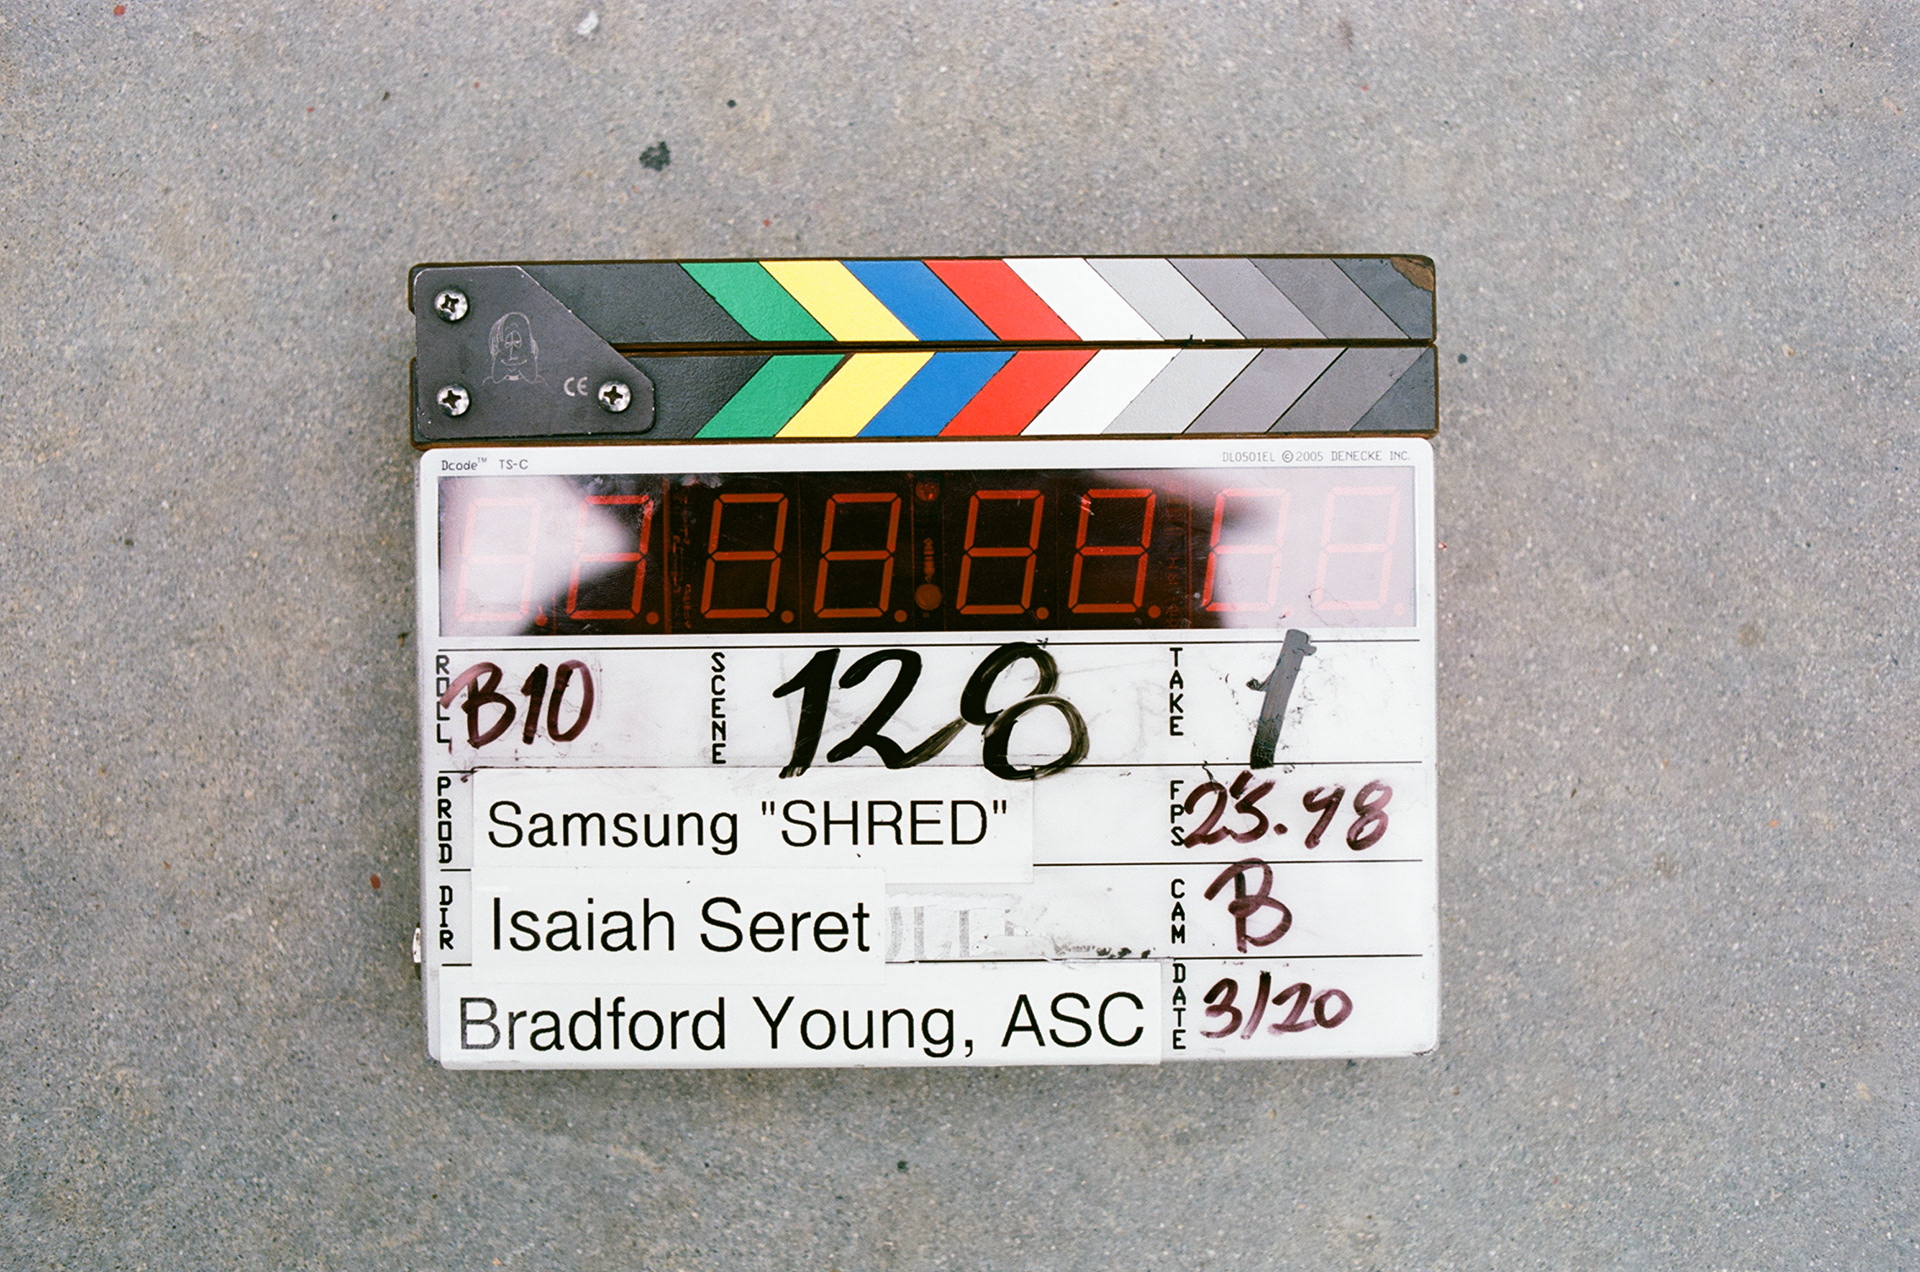 CE
Dcode™ TS-C DL0501EL ©2005 DENECKE INC.
ROLL B10 SCENE 128 TAKE 1
PROD Samsung "SHRED" FPS 23.98
DIR Isaiah Seret CAM B
Bradford Young, ASC DATE 3/20